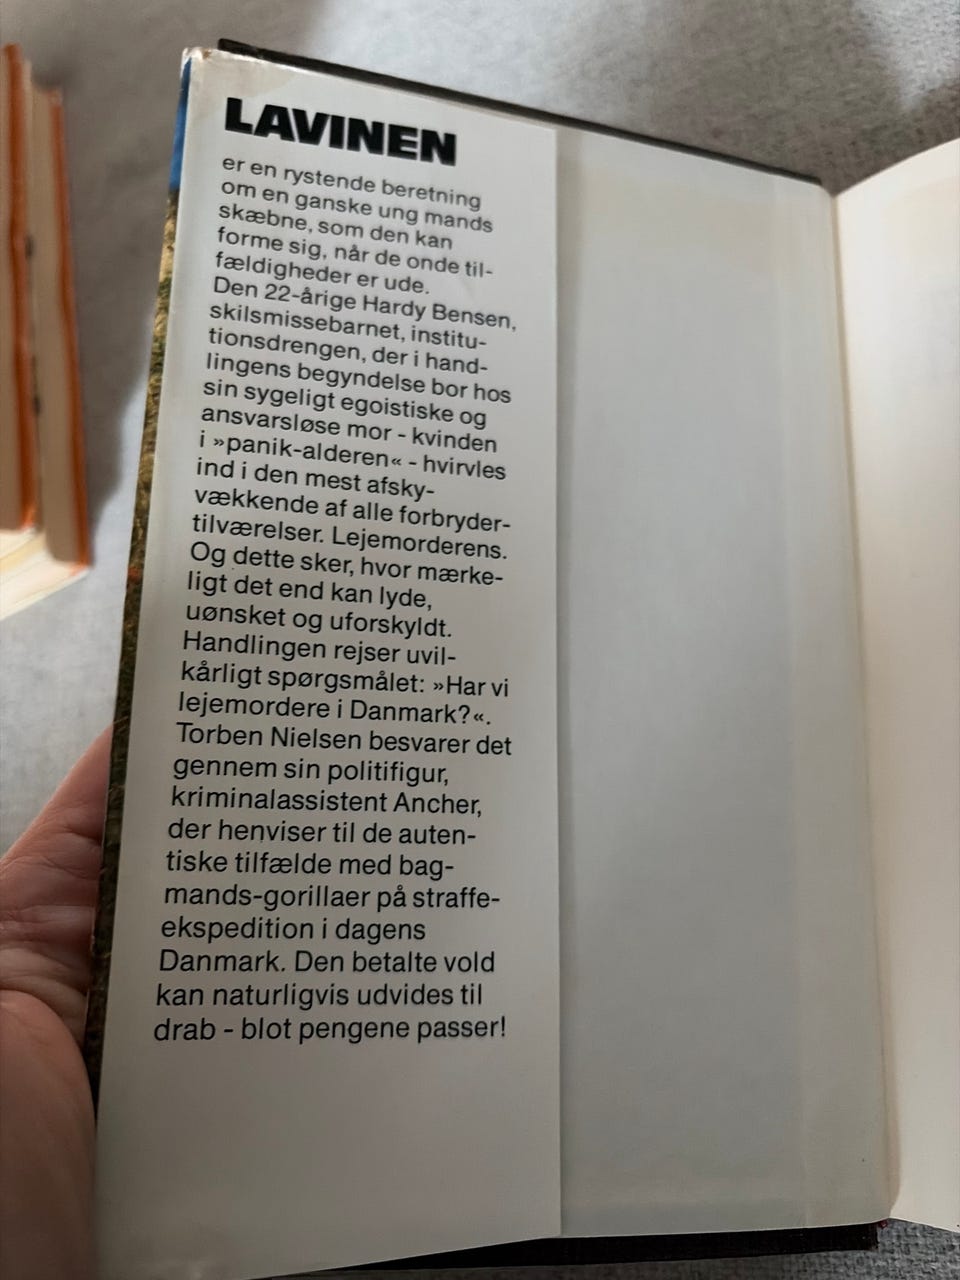 LAVINEN
er en rystende beretning
om en ganske ung mands
skæbne, som den kan
forme sig, når de onde til-
fældigheder er ude.
Den 22-årige Hardy Bensen,
skilsmissebarnet, institu-
tionsdrengen, der i hand-
lingens begyndelse bor hos
sin sygeligt egoistiske og
ansvarsløse mor - kvinden
i »panik-alderen« - hvirvles
ind i den mest afsky-
vækkende af alle forbryder-
tilværelser. Lejemorderens.
Og dette sker, hvor mærke-
ligt det end kan lyde,
uønsket og uforskyldt.
Handlingen rejser uvil-
kårligt spørgsmålet: »Har vi
lejemordere i Danmark?«.
Torben Nielsen besvarer det
gennem sin politifigur,
kriminalassistent Ancher,
der henviser til de auten-
tiske tilfælde med bag-
mands-gorillaer på straffe-
ekspedition i dagens
Danmark. Den betalte vold
kan naturligvis udvides til
drab - blot pengene passer!